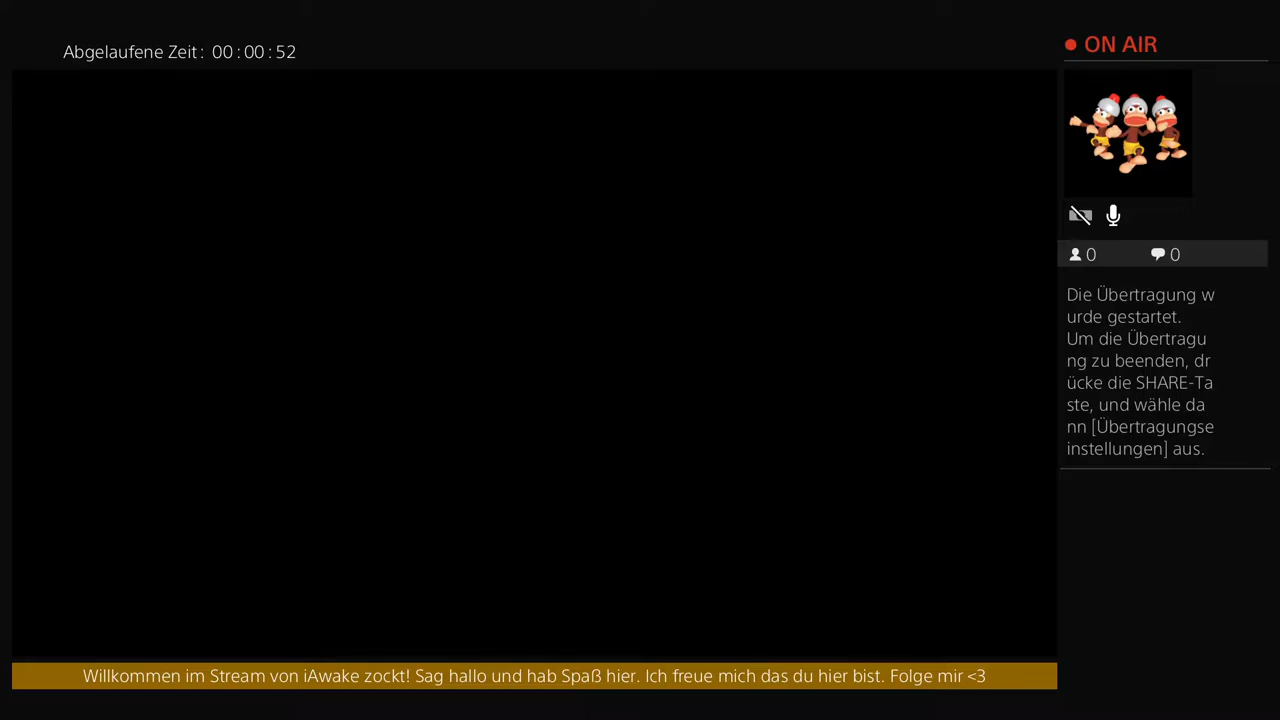 Abgelaufene Zeit: 00:00:52
ON AIR
0 0
Die Übertragung w
urde gestartet.
Um die Übertragu
ng zu beenden, dr
ücke die SHARE-Ta
ste, und wähle da
nn [Übertragungse
instellungen] aus.
Willkommen im Stream von iAwake zockt! Sag hallo und hab Spaß hier. Ich freue mich das du hier bist. Folge mir <3